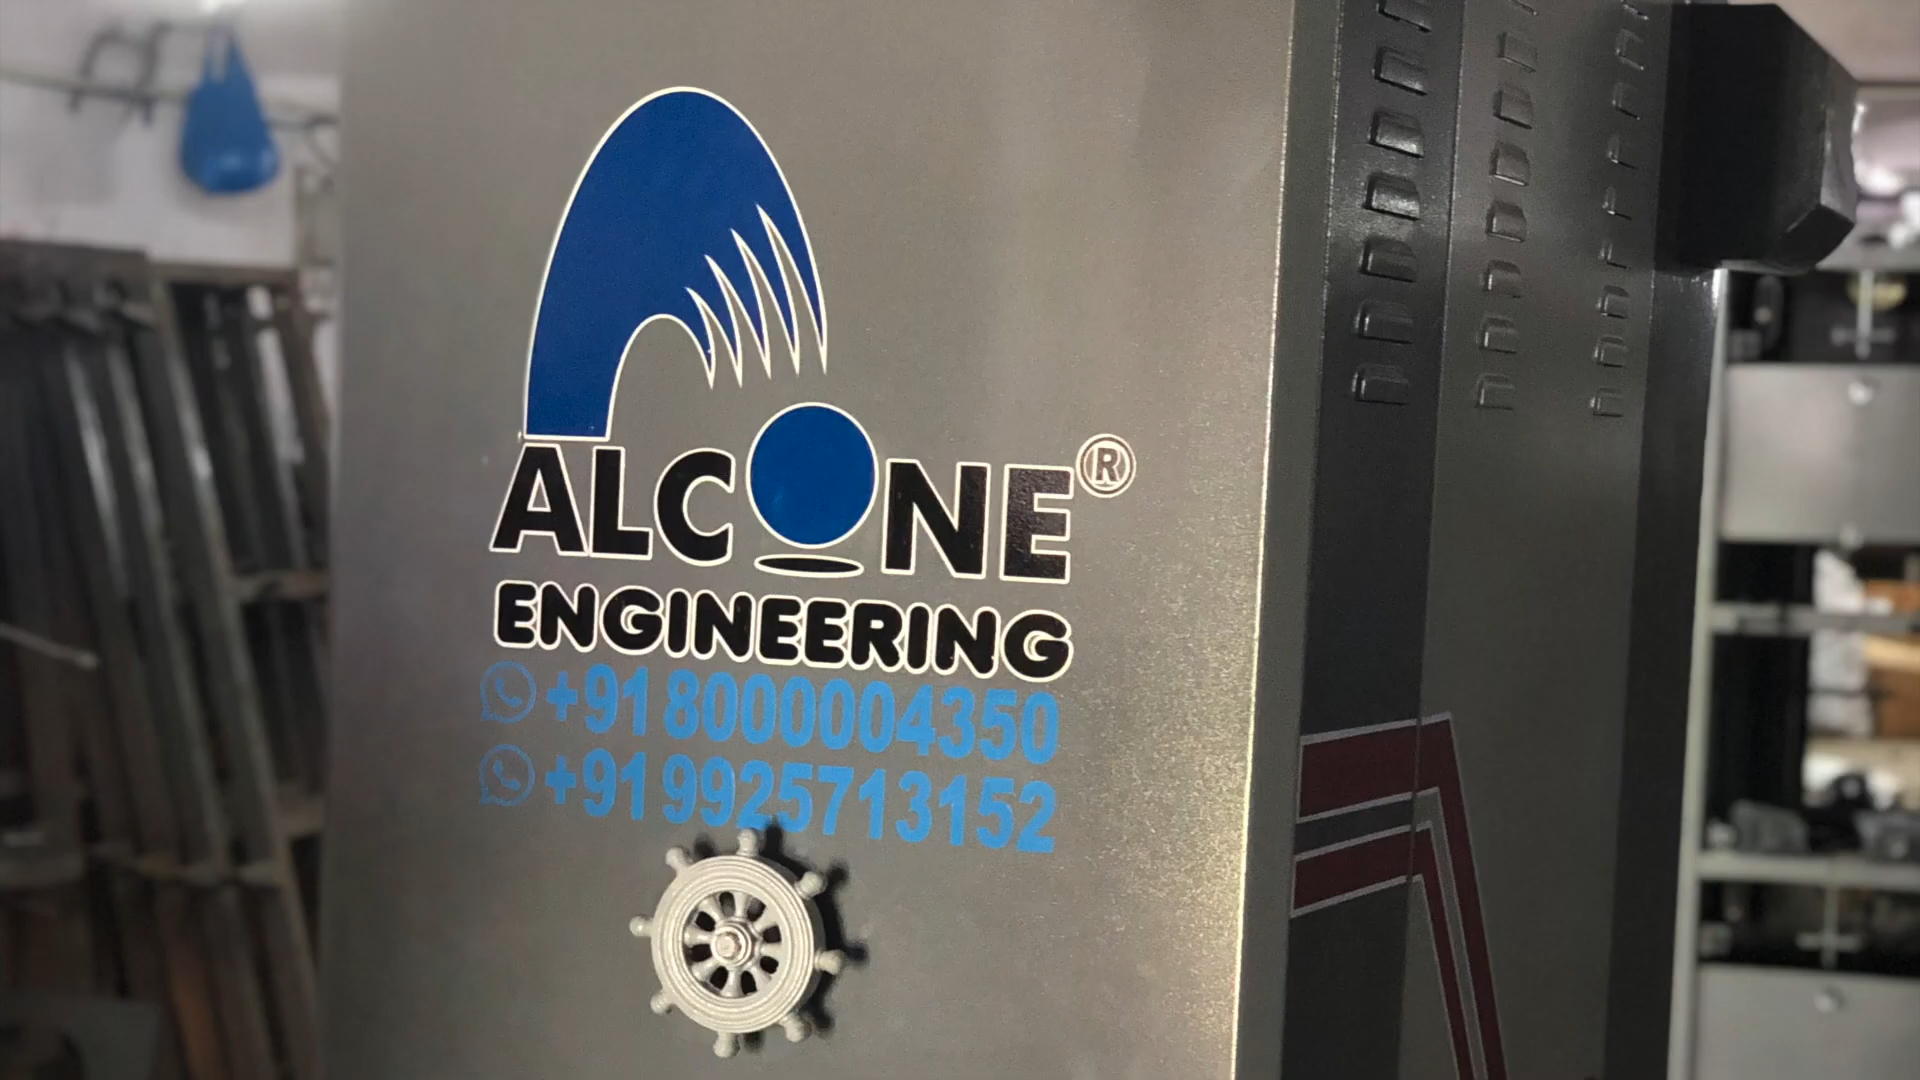 ALCONE®
ENGINEERING
+91 8000004350
+91 9925713152